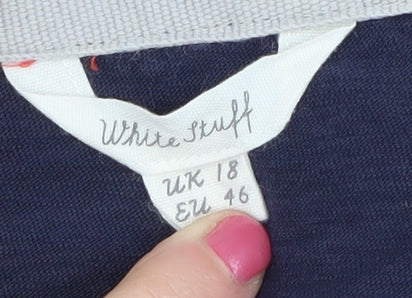 White Stuff
UK 18
EU 46